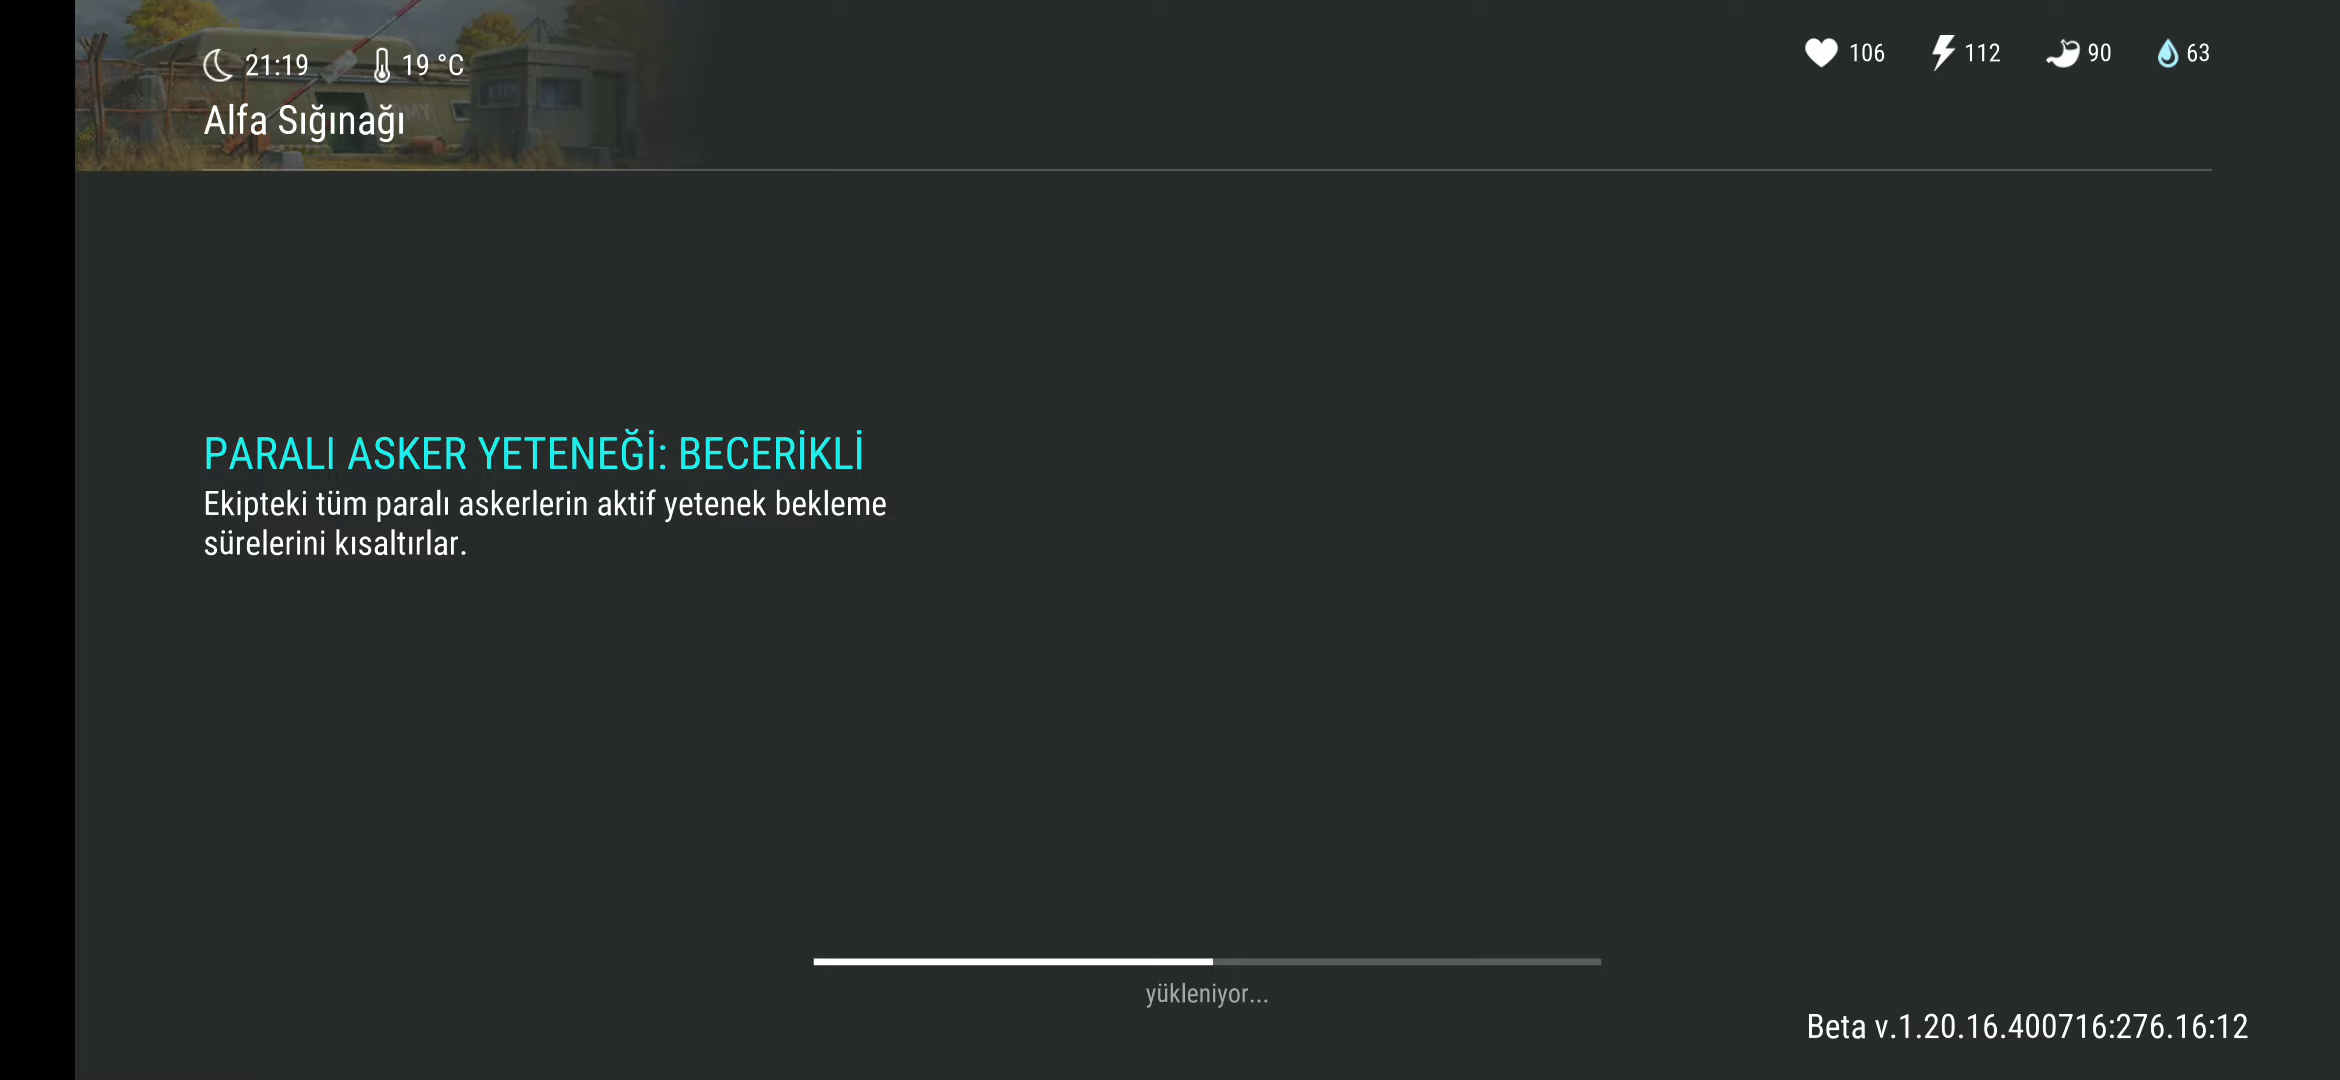 21:19 19 °C
106 112 90 63
Alfa Sığınağı
PARALI ASKER YETENEĞİ: BECERİKLİ
Ekipteki tüm paralı askerlerin aktif yetenek bekleme
sürelerini kısaltırlar.
yükleniyor...
Beta v.1.20.16.400716:276.16:12